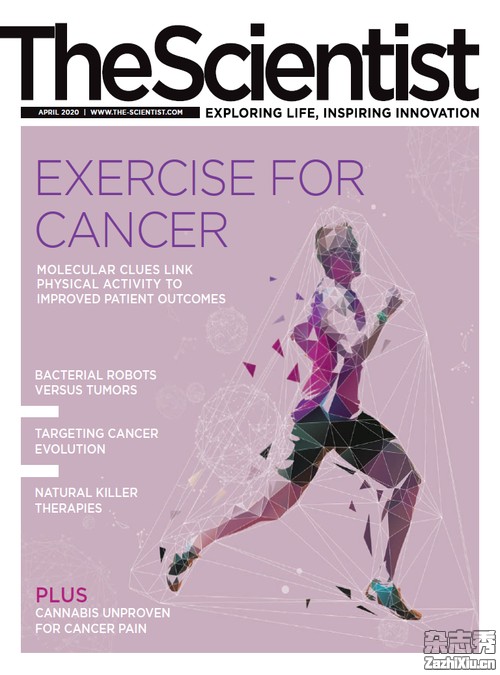 TheScientist
APRIL 2020 | WWW.THE-SCIENTIST.COM
EXPLORING LIFE, INSPIRING INNOVATION
EXERCISE FOR
CANCER
MOLECULAR CLUES LINK
PHYSICAL ACTIVITY TO
IMPROVED PATIENT OUTCOMES
BACTERIAL ROBOTS
VERSUS TUMORS
TARGETING CANCER
EVOLUTION
NATURAL KILLER
THERAPIES
PLUS
CANNABIS UNPROVEN
FOR CANCER PAIN
杂志秀
ZaZhiXiu.cn